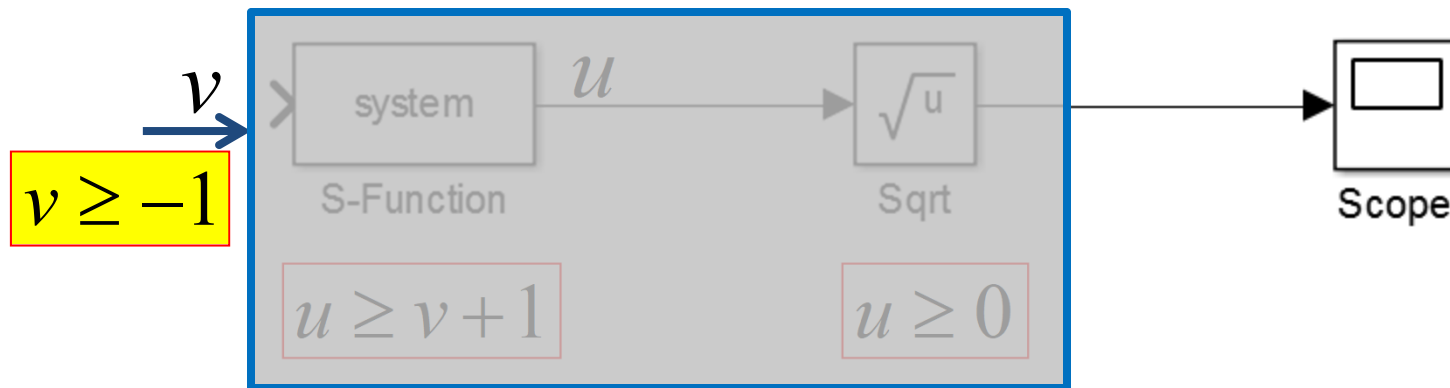 v
v ≥ −1
system
S-Function
u
√u
Sqrt
Scope
u ≥ v + 1
u ≥ 0